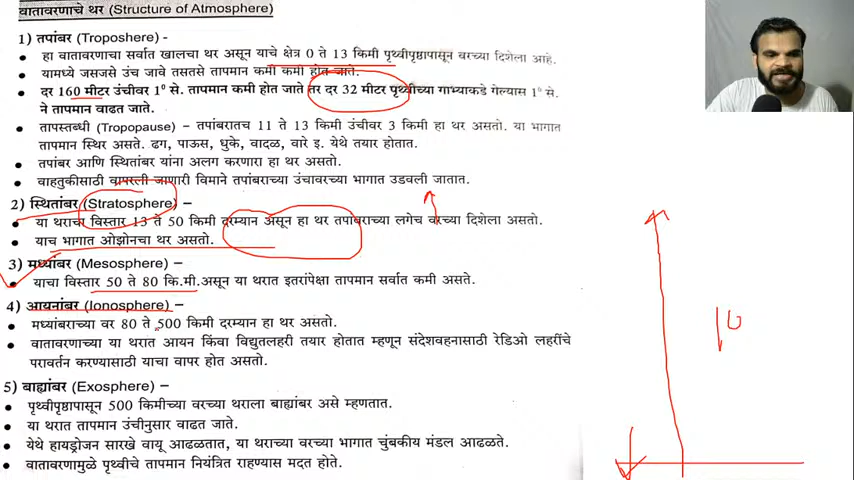 वातावरणाचे थर (Structure of Atmosphere)
1) तपांबर (Troposhere) -
हा वातावरणाचा सर्वात खालचा थर असून याचे क्षेत्र 0 ते 13 किमी पृथ्वीपृष्ठापासून वरच्या दिशेला आहे.
यामध्ये जसजसे उंच जावे तसतसे तापमान कमी कमी होत जाते.
दर 160 मीटर उंचीवर 1° से. तापमान कमी होत जाते तर दर 32 मीटर पृथ्वीच्या गाभ्याकडे गेल्यास 1° से.
ने तापमान वाढत जाते.
तापस्तब्धी (Tropopause) – तपांबरातच 11 ते 13 किमी उंचीवर 3 किमी हा थर असतो. या भागात
तापमान स्थिर असते. ढग, पाऊस, धुके, वादळ, वारे इ. येथे तयार होतात.
तपांबर आणि स्थितांबर यांना अलग करणारा हा थर असतो.
वाहतुकीसाठी वापरली जाणारी विमाने तपांबराच्या उंचावरच्या भागात उडवली जातात.
2) स्थितांबर (Stratosphere) –
या थराचा विस्तार 13 ते 50 किमी दरम्यान असून हा थर तपांबराच्या लगेच वरच्या दिशेला असतो.
याच भागात ओझोनचा थर असतो.
3) मध्यांबर (Mesosphere) –
याचा विस्तार 50 ते 80 कि.मी. असून या थरात इतरांपेक्षा तापमान सर्वात कमी असते.
4) आयनांबर (Ionosphere) –
मध्यांबराच्या वर 80 ते 500 किमी दरम्यान हा थर असतो.
वातावरणाच्या या थरात आयन किंवा विद्युतलहरी तयार होतात म्हणून संदेशवहनासाठी रेडिओ लहरींचे
परावर्तन करण्यासाठी याचा वापर होत असतो.
5) बाह्यांबर (Exosphere) –
पृथ्वीपृष्ठापासून 500 किमीच्या वरच्या थराला बाह्यांबर असे म्हणतात.
या थरात तापमान उंचीनुसार वाढत जाते.
येथे हायड्रोजन सारखे वायू आढळतात, या थराच्या वरच्या भागात चुंबकीय मंडल आढळते.
वातावरणामुळे पृथ्वीचे तापमान नियंत्रित राहण्यास मदत होते.